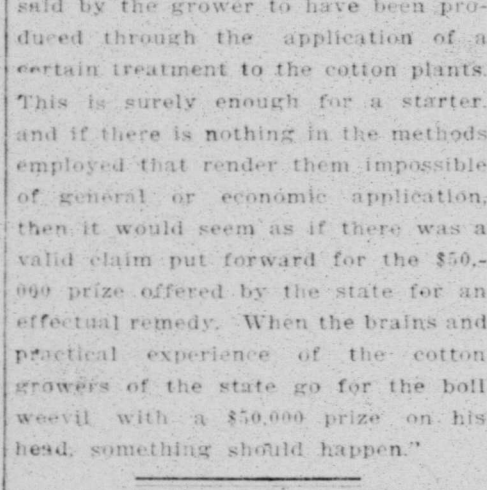 said by the grower to have been pro-
duced through the application of a
certain treatment to the cotton plants.
This is surely enough for a starter,
and if there is nothing in the methods
employed that render them impossible
of general or economic application,
then it would seem as if there was a
valid claim put forward for the $50,-
000 prize offered by the state for an
effectual remedy. When the brains and
practical experience of the cotton
growers of the state go for the boll
weevil with a $50,000 prize on his
head, something should happen."